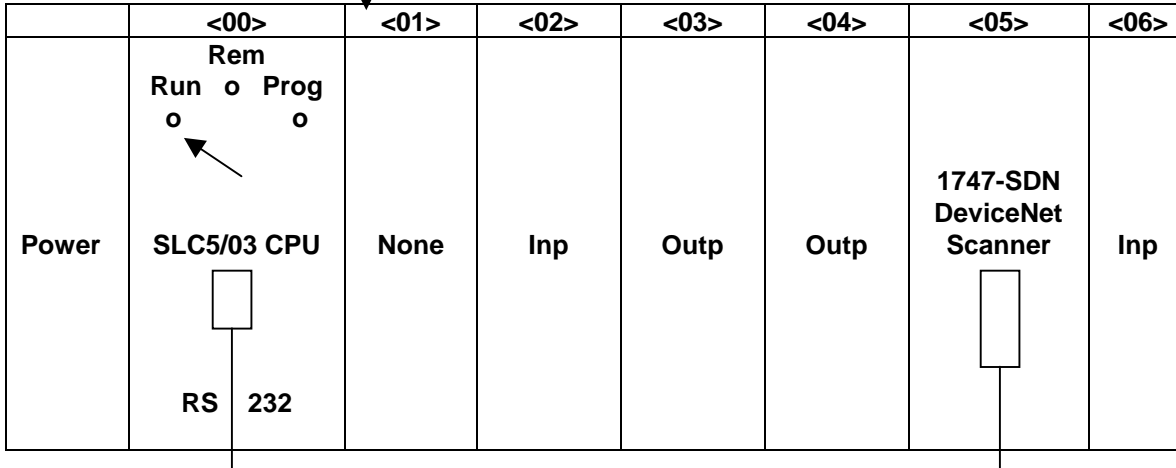 <00> <01> <02> <03> <04> <05> <06>
Rem
Run o Prog
o o
1747-SDN
DeviceNet
Power SLC5/03 CPU None Inp Outp Outp Scanner Inp
RS 232